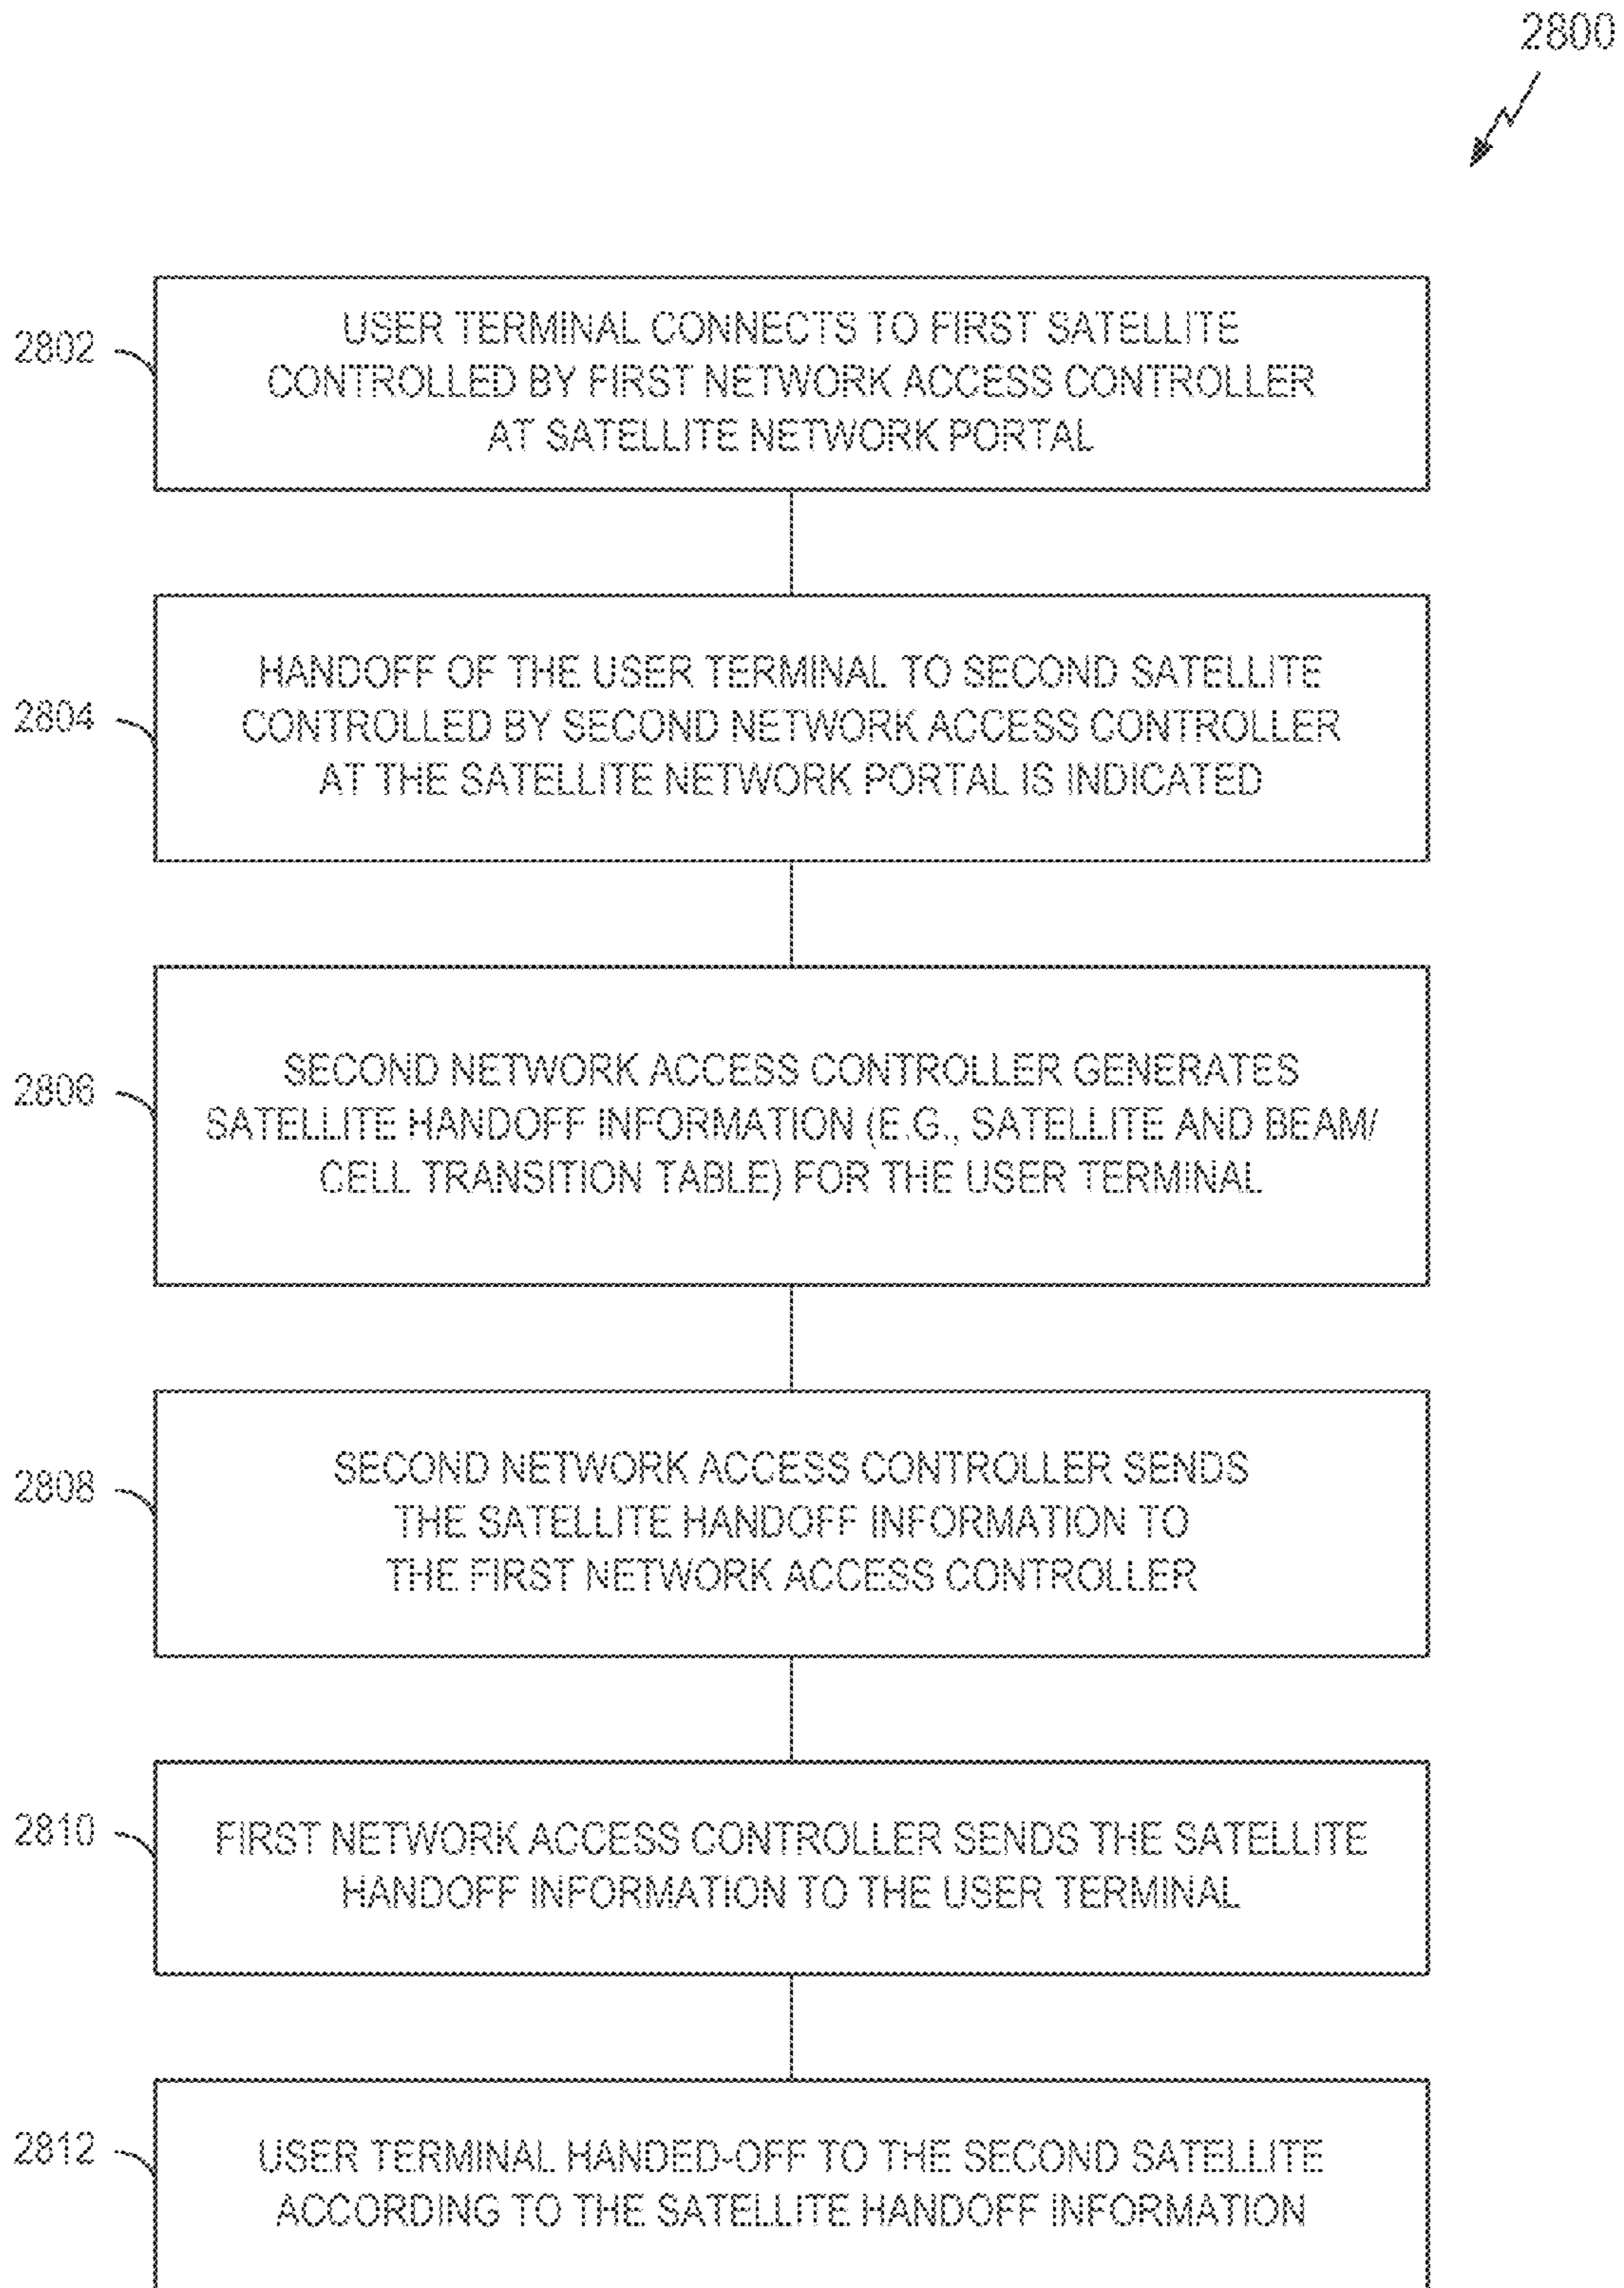 2800
2802
USER TERMINAL CONNECTS TO FIRST SATELLITE
CONTROLLED BY FIRST NETWORK ACCESS CONTROLLER
AT SATELLITE NETWORK PORTAL
2804
HANDOFF OF THE USER TERMINAL TO SECOND SATELLITE
CONTROLLED BY SECOND NETWORK ACCESS CONTROLLER
AT THE SATELLITE NETWORK PORTAL IS INDICATED
2806
SECOND NETWORK ACCESS CONTROLLER GENERATES
SATELLITE HANDOFF INFORMATION (E.G., SATELLITE AND BEAM/
CELL TRANSITION TABLE) FOR THE USER TERMINAL
2808
SECOND NETWORK ACCESS CONTROLLER SENDS
THE SATELLITE HANDOFF INFORMATION TO
THE FIRST NETWORK ACCESS CONTROLLER
2810
FIRST NETWORK ACCESS CONTROLLER SENDS THE SATELLITE
HANDOFF INFORMATION TO THE USER TERMINAL
2812
USER TERMINAL HANDED-OFF TO THE SECOND SATELLITE
ACCORDING TO THE SATELLITE HANDOFF INFORMATION